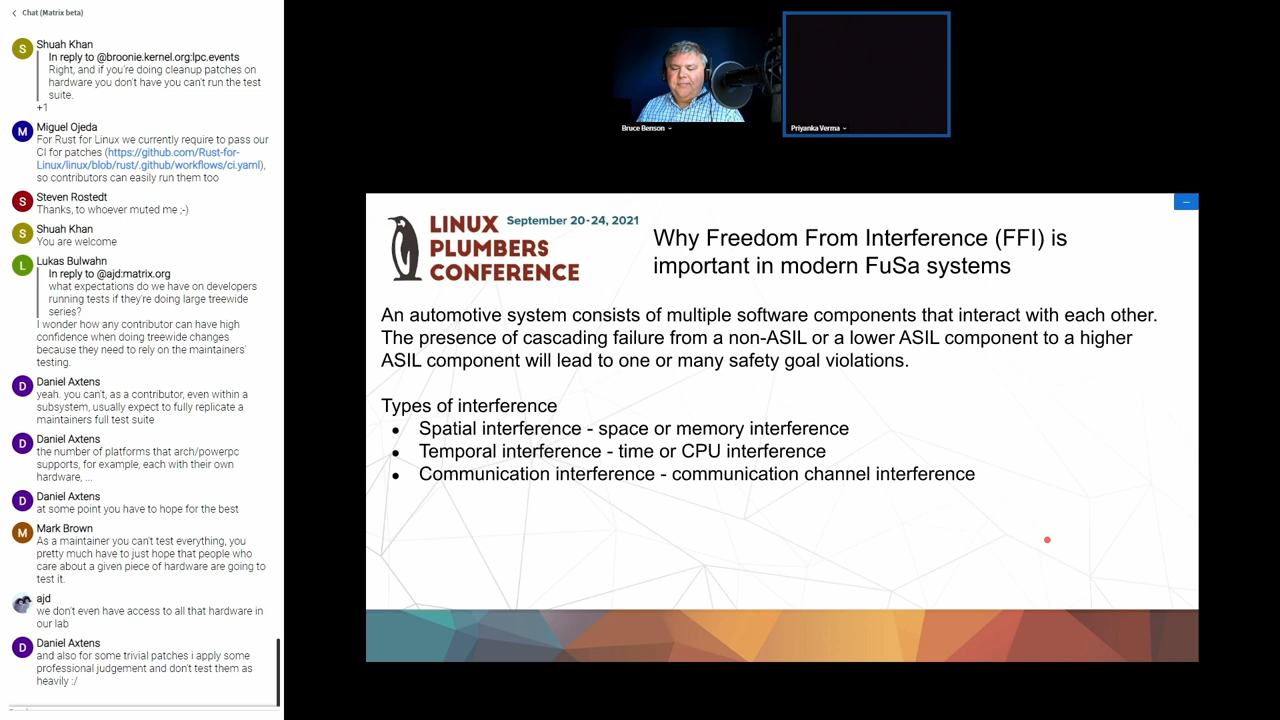 Chat (Matrix beta)
S
Shuah Khan
In reply to @broonie.kernel.org:lpc.events
Right, and if you're doing cleanup patches on
hardware you don't have you can't run the test
suite.
+1
M
Miguel Ojeda
For Rust for Linux we currently require to pass our
CI for patches (https://github.com/Rust-for-
Linux/linux/blob/rust/.github/workflows/ci.yaml),
so contributors can easily run them too
S
Steven Rostedt
Thanks, to whoever muted me ;-)
S
Shuah Khan
You are welcome
L
Lukas Bulwahn
In reply to @ajd:matrix.org
what expectations do we have on developers
running tests if they're doing large treewide
series?
I wonder how any contributor can have high
confidence when doing treewide changes
because they need to rely on the maintainers'
testing.
D
Daniel Axtens
yeah. you can't, as a contributor, even within a
subsystem, usually expect to fully replicate a
maintainers full test suite
D
Daniel Axtens
the number of platforms that arch/powerpc
supports, for example, each with their own
hardware, ...
D
Daniel Axtens
at some point you have to hope for the best
M
Mark Brown
As a maintainer you can't test everything, you
pretty much have to just hope that people who
care about a given piece of hardware are going to
test it.
ajd
we don't even have access to all that hardware in
our lab
D
Daniel Axtens
and also for some trivial patches i apply some
professional judgement and don't test them as
heavily :/
Bruce Benson
Priyanka Verma
LINUX
PLUMBERS
CONFERENCE
September 20-24, 2021
Why Freedom From Interference (FFI) is
important in modern FuSa systems
An automotive system consists of multiple software components that interact with each other.
The presence of cascading failure from a non-ASIL or a lower ASIL component to a higher
ASIL component will lead to one or many safety goal violations.
Types of interference
● Spatial interference - space or memory interference
● Temporal interference - time or CPU interference
● Communication interference - communication channel interference